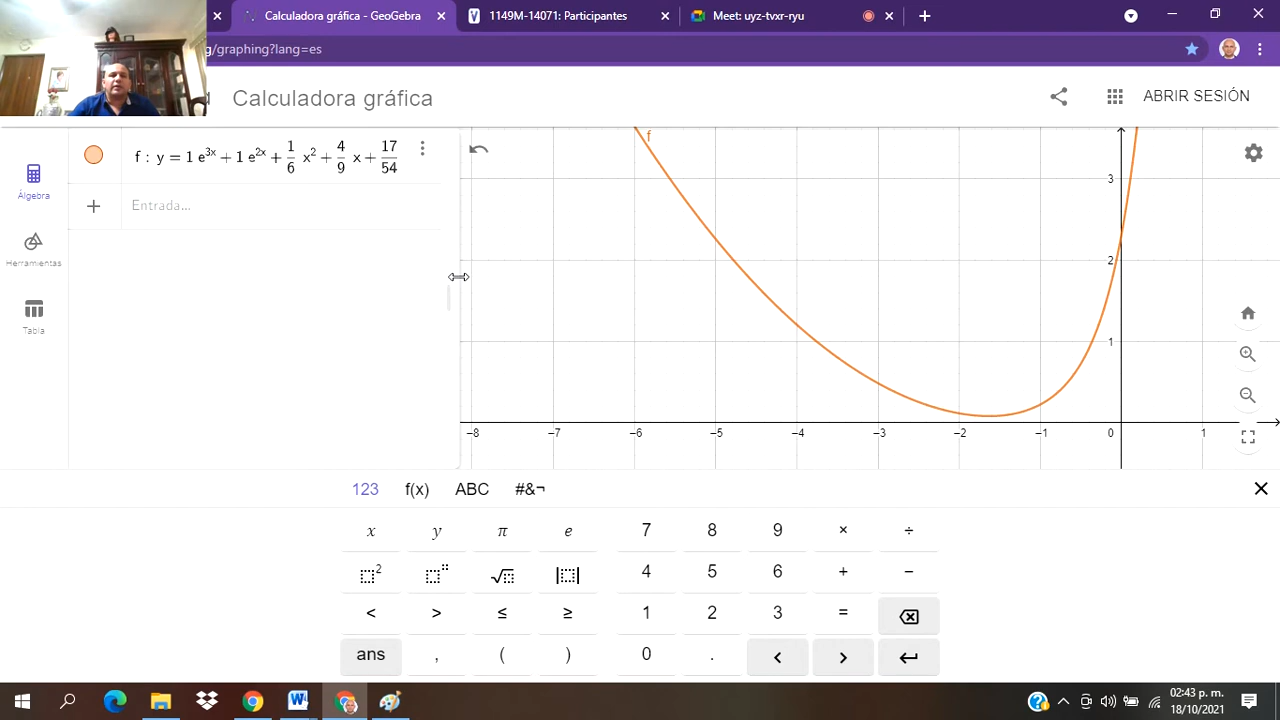 Calculadora gráfica - GeoGebra
1149M-14071: Participantes
Meet: uyz-tvxr-ryu
g/graphing?lang=es
Calculadora gráfica
ABRIR SESIÓN
f : y = 1 e^{3x} + 1 e^{2x} + 1/6 x² + 4/9 x + 17/54
Entrada...
Álgebra
Herramientas
Tabla
f
3
2
1
−8 −7 −6 −5 −4 −3 −2 −1 0 1
123 f(x) ABC #&¬
x y π e 7 8 9 × ÷
2 √ 4 5 6 + −
< > ≤ ≥ 1 2 3 =
ans , ( ) 0 . < >
02:43 p. m.
18/10/2021